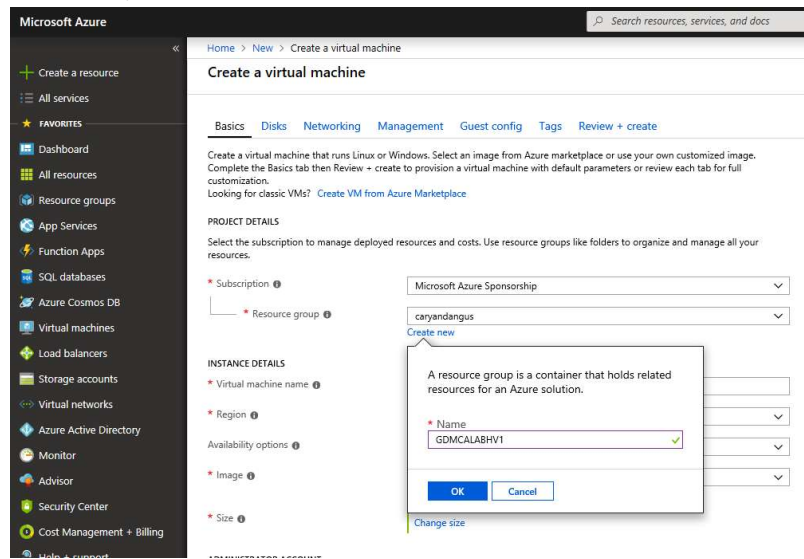 Microsoft Azure
Search resources, services, and docs
«
Home > New > Create a virtual machine
Create a virtual machine
Create a resource
All services
FAVORITES
Dashboard
All resources
Resource groups
App Services
Function Apps
SQL databases
Azure Cosmos DB
Virtual machines
Load balancers
Storage accounts
Virtual networks
Azure Active Directory
Monitor
Advisor
Security Center
Cost Management + Billing
Help + support
Basics Disks Networking Management Guest config Tags Review + create
Create a virtual machine that runs Linux or Windows. Select an image from Azure marketplace or use your own customized image.
Complete the Basics tab then Review + create to provision a virtual machine with default parameters or review each tab for full
customization.
Looking for classic VMs? Create VM from Azure Marketplace
PROJECT DETAILS
Select the subscription to manage deployed resources and costs. Use resource groups like folders to organize and manage all your
resources.
* Subscription
Microsoft Azure Sponsorship
* Resource group
caryandangus
Create new
A resource group is a container that holds related
resources for an Azure solution.
* Name
GDMCALABHV1
OK Cancel
INSTANCE DETAILS
* Virtual machine name
* Region
Availability options
* Image
* Size
Change size
ADMINISTRATOR ACCOUNT